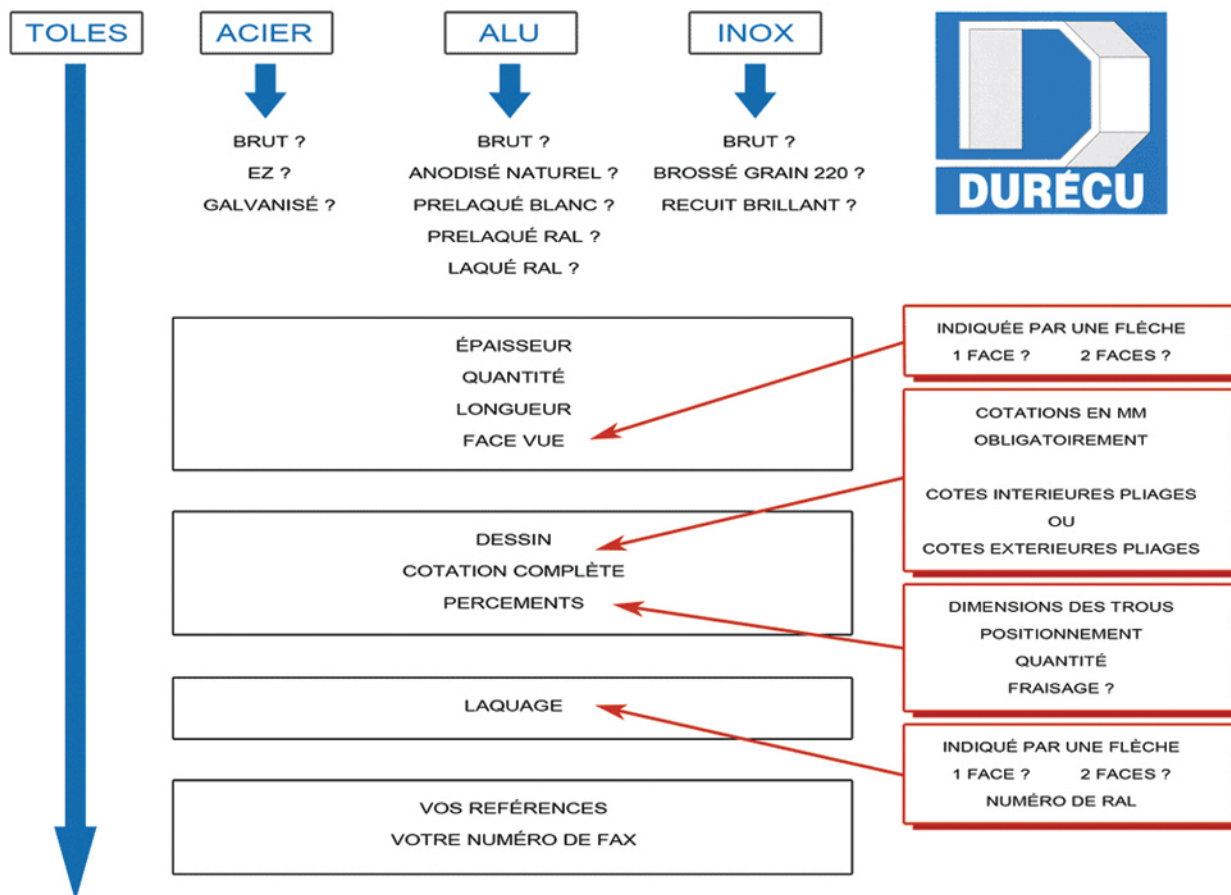 TOLES
ACIER
ALU
INOX
BRUT ?
EZ ?
GALVANISÉ ?
BRUT ?
ANODISÉ NATUREL ?
PRELAQUÉ BLANC ?
PRELAQUÉ RAL ?
LAQUÉ RAL ?
BRUT ?
BROSSÉ GRAIN 220 ?
RECUIT BRILLANT ?
DURÉCU
ÉPAISSEUR
QUANTITÉ
LONGUEUR
FACE VUE
INDIQUÉE PAR UNE FLÈCHE
1 FACE ? 2 FACES ?
COTATIONS EN MM
OBLIGATOIREMENT
COTES INTERIEURES PLIAGES
OU
COTES EXTERIEURES PLIAGES
DESSIN
COTATION COMPLÈTE
PERCEMENTS
DIMENSIONS DES TROUS
POSITIONNEMENT
QUANTITÉ
FRAISAGE ?
LAQUAGE
INDIQUÉ PAR UNE FLÈCHE
1 FACE ? 2 FACES ?
NUMÉRO DE RAL
VOS REFÉRENCES
VOTRE NUMÉRO DE FAX